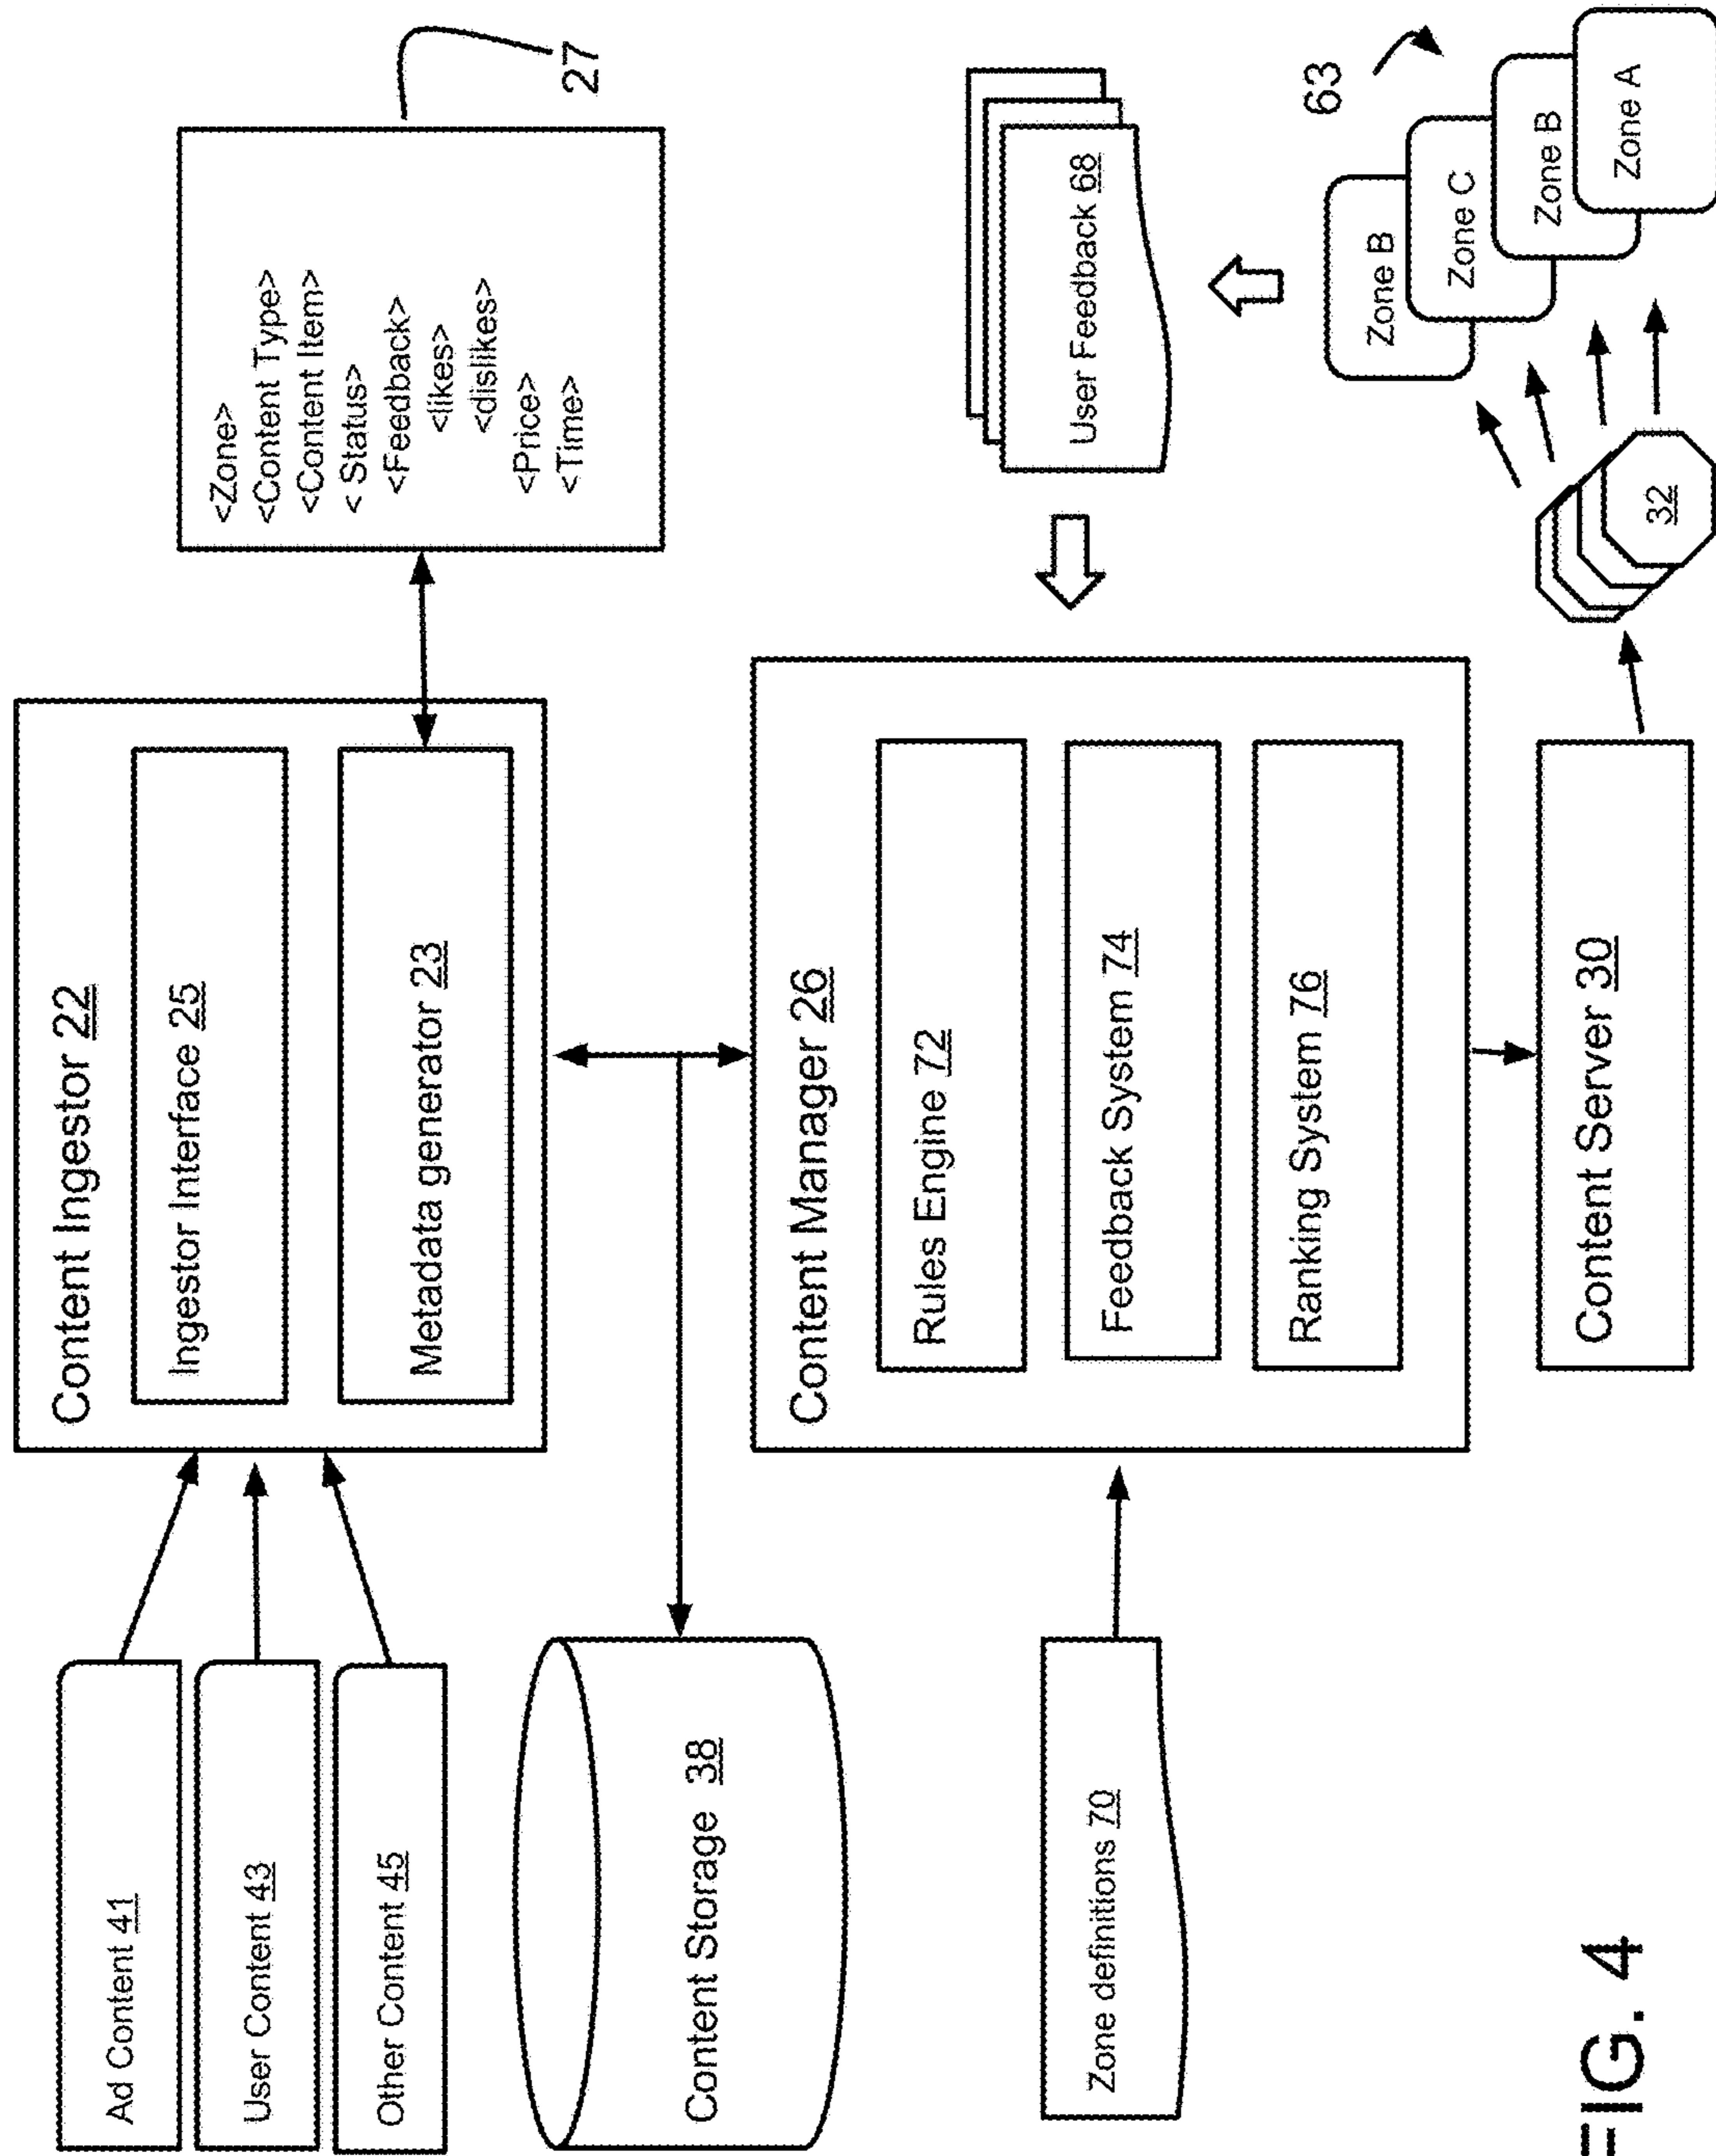 Ad Content 41
User Content 43
Other Content 45
Content Ingestor 22
Ingestor Interface 25
Metadata generator 23
<Zone>
<Content Type>
<Content Item>
< Status>
<Feedback>
<likes>
<dislikes>
<Price>
<Time>
27
Content Storage 38
Zone definitions 70
Content Manager 26
Rules Engine 72
Feedback System 74
Ranking System 76
User Feedback 68
63
Zone B
Zone C
Zone B
Zone A
32
Content Server 30
FIG. 4